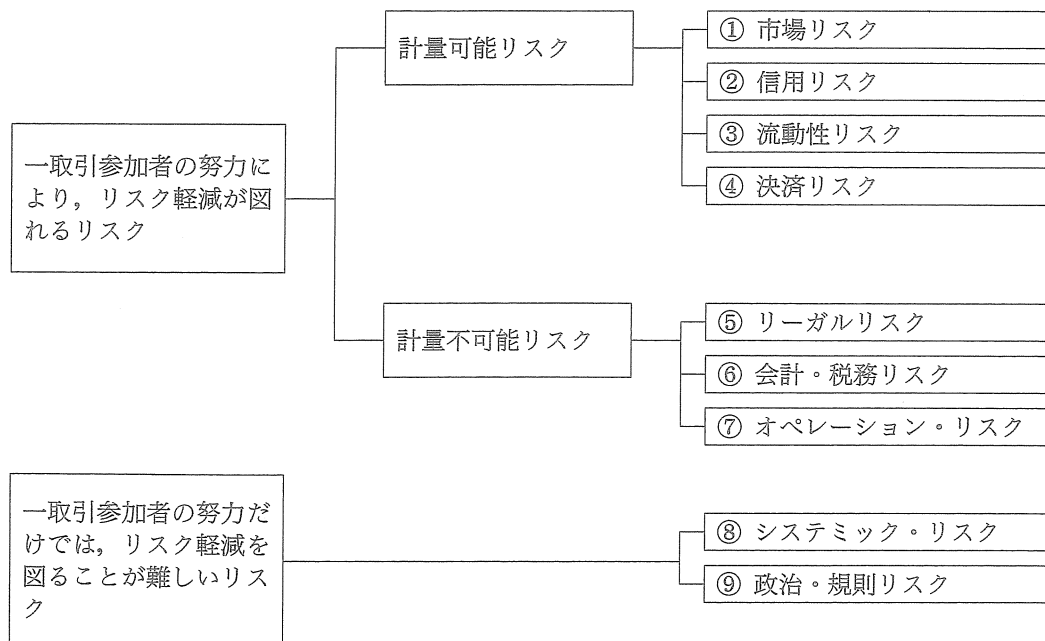 一取引参加者の努力に
より，リスク軽減が図
れるリスク
計量可能リスク
① 市場リスク
② 信用リスク
③ 流動性リスク
④ 決済リスク
計量不可能リスク
⑤ リーガルリスク
⑥ 会計・税務リスク
⑦ オペレーション・リスク
一取引参加者の努力だ
けでは，リスク軽減を
図ることが難しいリス
ク
⑧ システミック・リスク
⑨ 政治・規則リスク